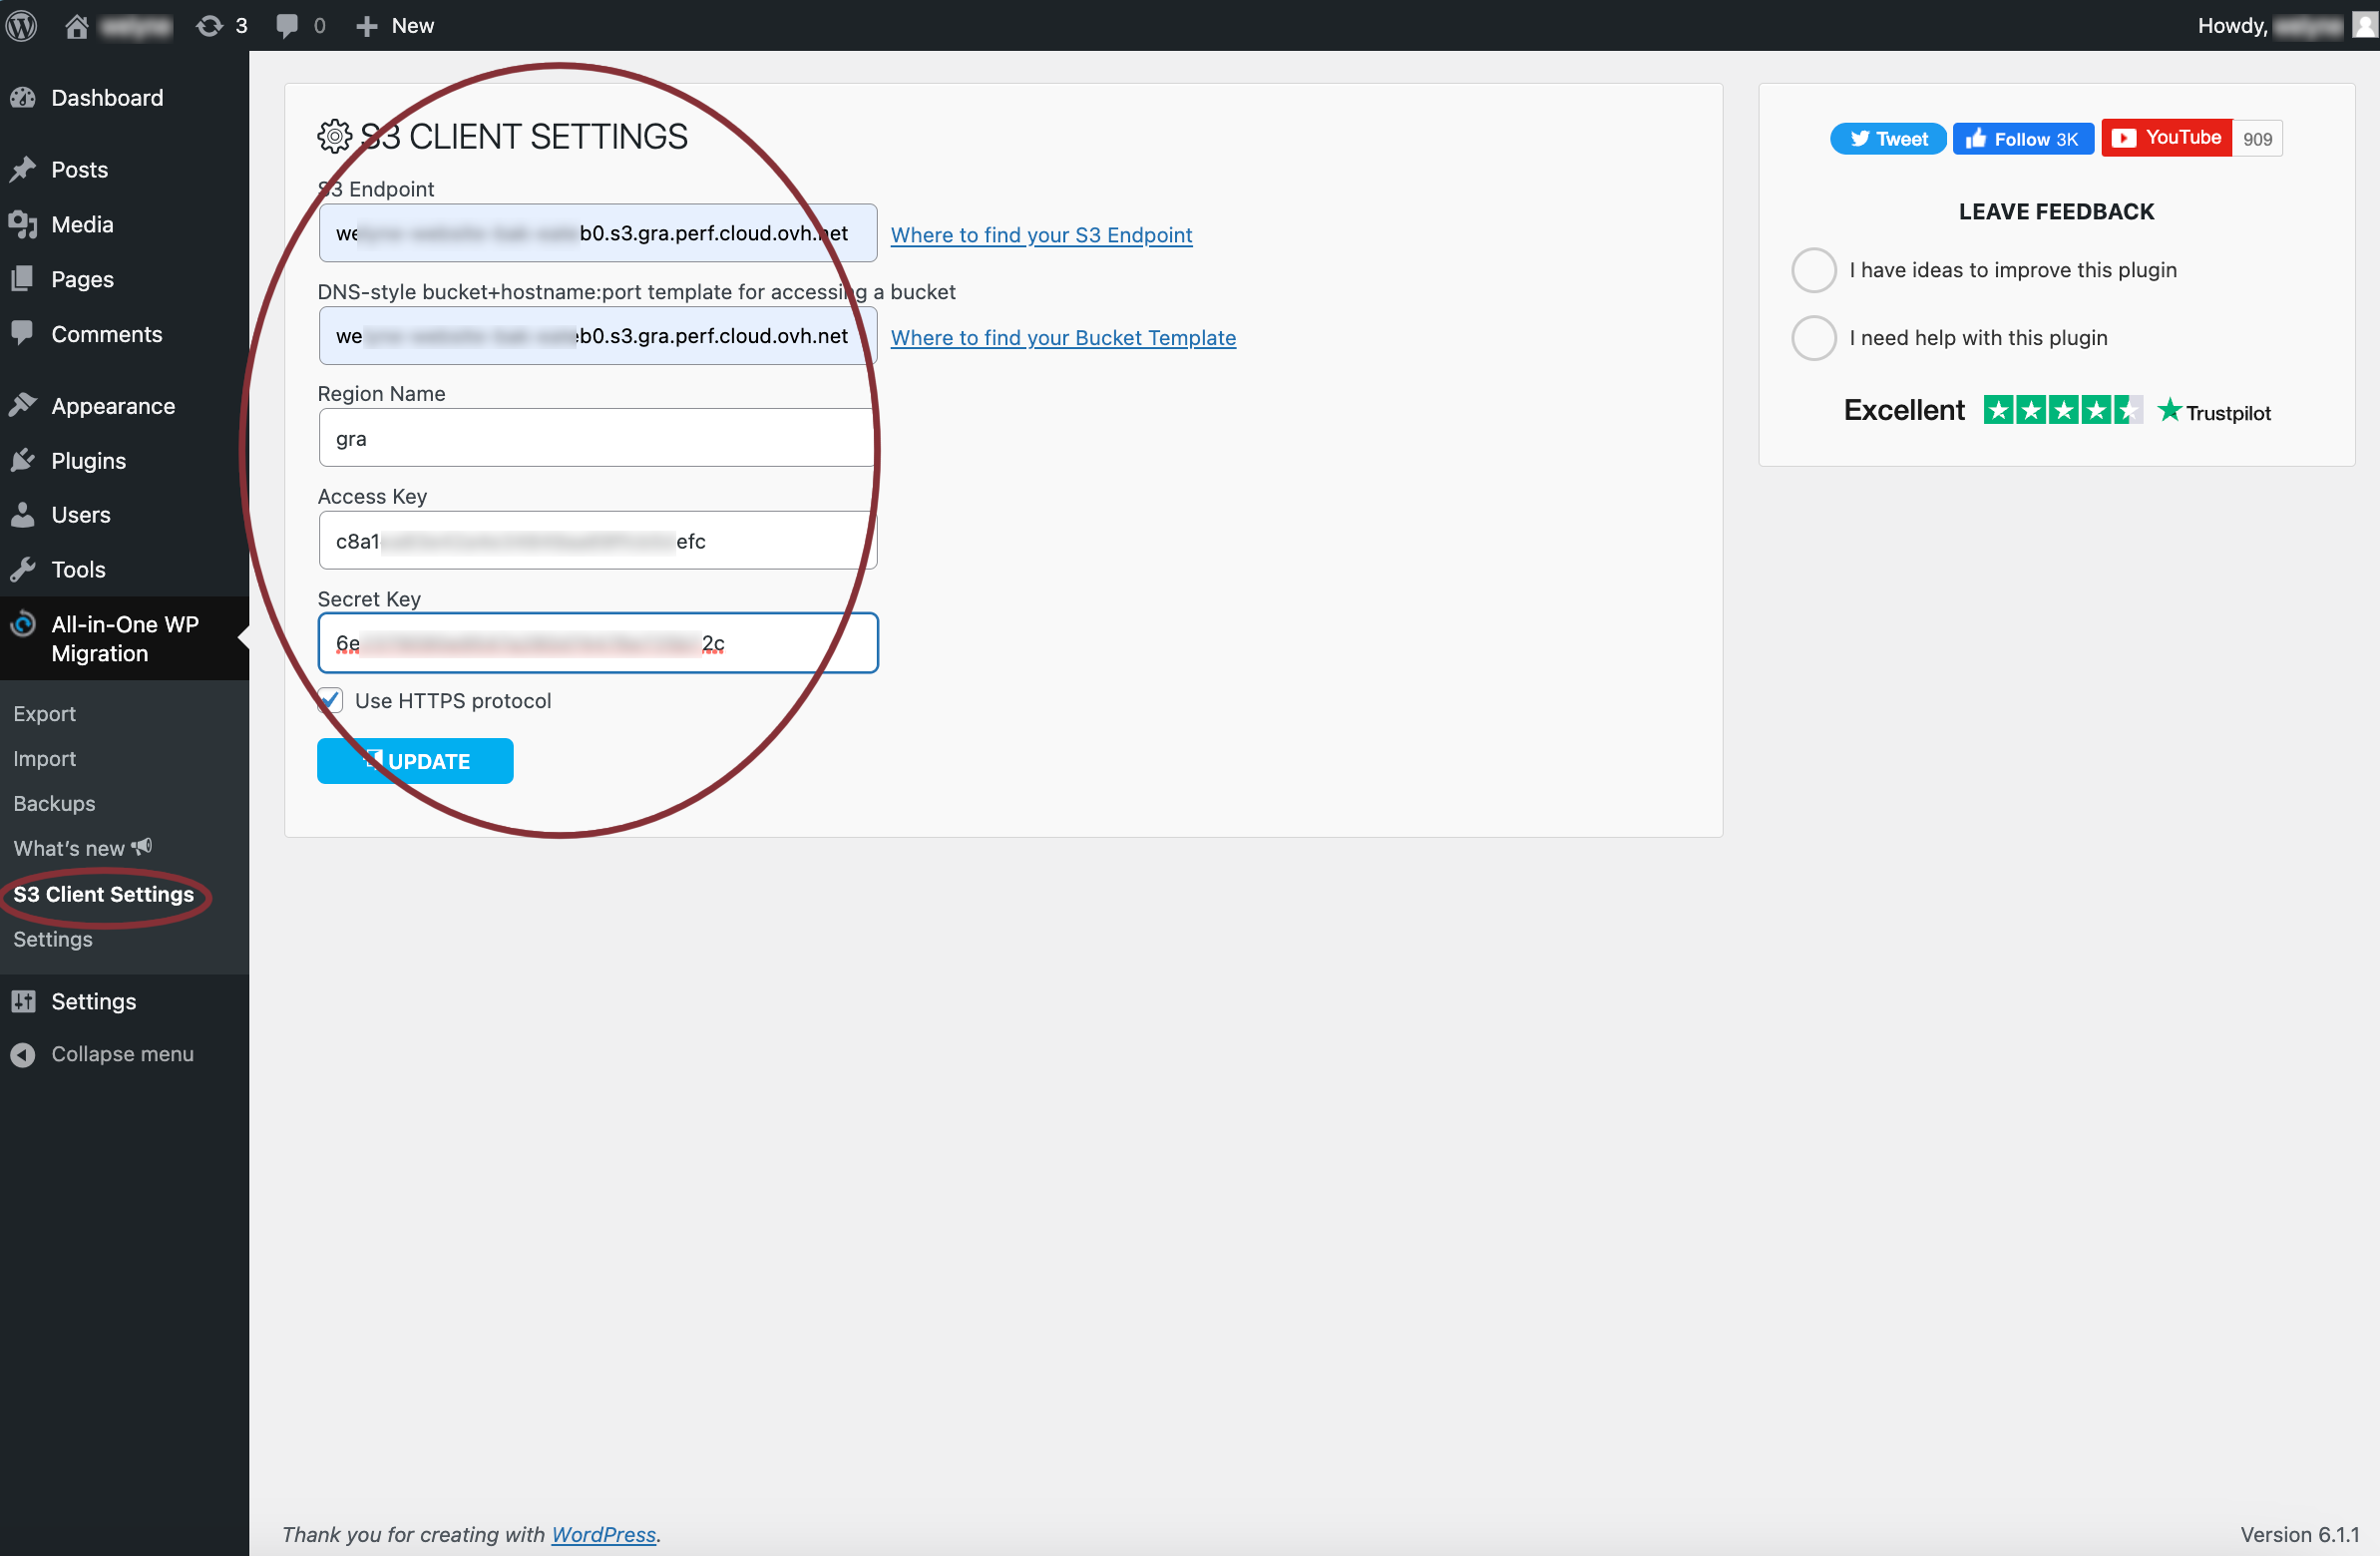 3
0
New
Howdy,
Dashboard
Posts
Media
Pages
Comments
Appearance
Plugins
Users
Tools
All-in-One WP
Migration
Export
Import
Backups
What's new
S3 Client Settings
Settings
Settings
Collapse menu
S3 CLIENT SETTINGS
S3 Endpoint
we b0.s3.gra.perf.cloud.ovh.net
Where to find your S3 Endpoint
DNS-style bucket+hostname:port template for accessing a bucket
we b0.s3.gra.perf.cloud.ovh.net
Where to find your Bucket Template
Region Name
gra
Access Key
c8a1 efc
Secret Key
6e 2c
Use HTTPS protocol
UPDATE
Tweet
Follow 3K
YouTube
909
LEAVE FEEDBACK
I have ideas to improve this plugin
I need help with this plugin
Excellent
Trustpilot
Thank you for creating with WordPress.
Version 6.1.1